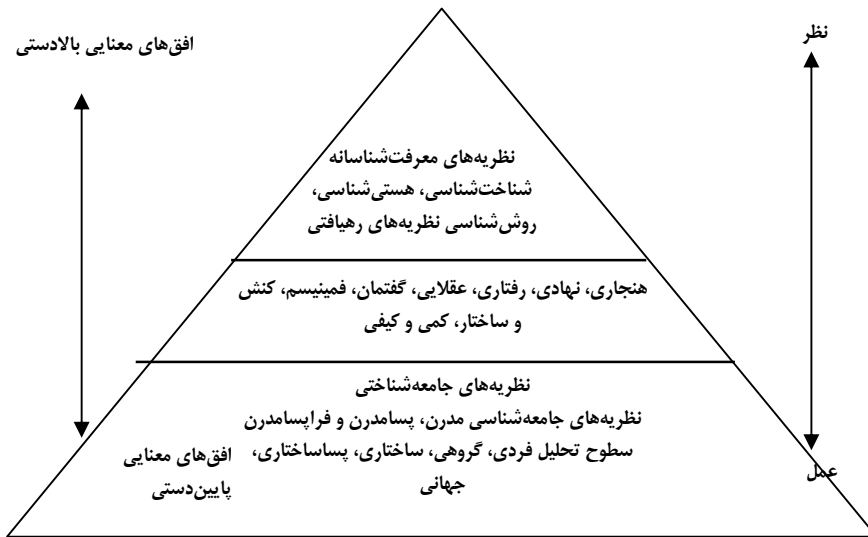 نظر
افق‌های معنایی بالادستی
نظریه‌های معرفت‌شناسانه
شناخت‌شناسی، هستی‌شناسی،
روش‌شناسی نظریه‌های رهیافتی
هنجاری، نهادی، رفتاری، عقلایی، گفتمان، فمینیسم، کنش
و ساختار، کمی و کیفی
نظریه‌های جامعه‌شناختی
نظریه‌های جامعه‌شناسی مدرن، پسامدرن و فراپسامدرن
سطوح تحلیل فردی، گروهی، ساختاری، پساساختاری،
جهانی
عمل
افق‌های معنایی
پایین‌دستی